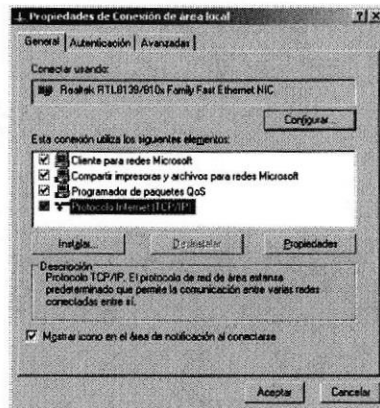 Propiedades de Conexión de área local
General Autenticación Avanzadas
Conectar usando:
Realtek RTL8139/810x Family Fast Ethernet NIC
Configurar...
Esta conexión utiliza los siguientes elementos:
Cliente para redes Microsoft
Compartir impresoras y archivos para redes Microsoft
Programador de paquetes QoS
Protocolo Internet (TCP/IP)
Instalar... Desinstalar Propiedades
Descripción
Protocolo TCP/IP. El protocolo de red de área extensa
predeterminado que permite la comunicación entre varias redes
conectadas entre sí.
Mostrar icono en el área de notificación al conectarse
Aceptar Cancelar